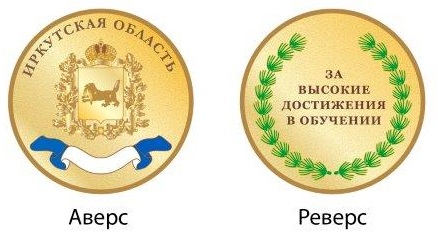 ИРКУТСКАЯ ОБЛАСТЬ
ЗА
ВЫСОКИЕ
ДОСТИЖЕНИЯ
В ОБУЧЕНИИ
Аверс
Реверс